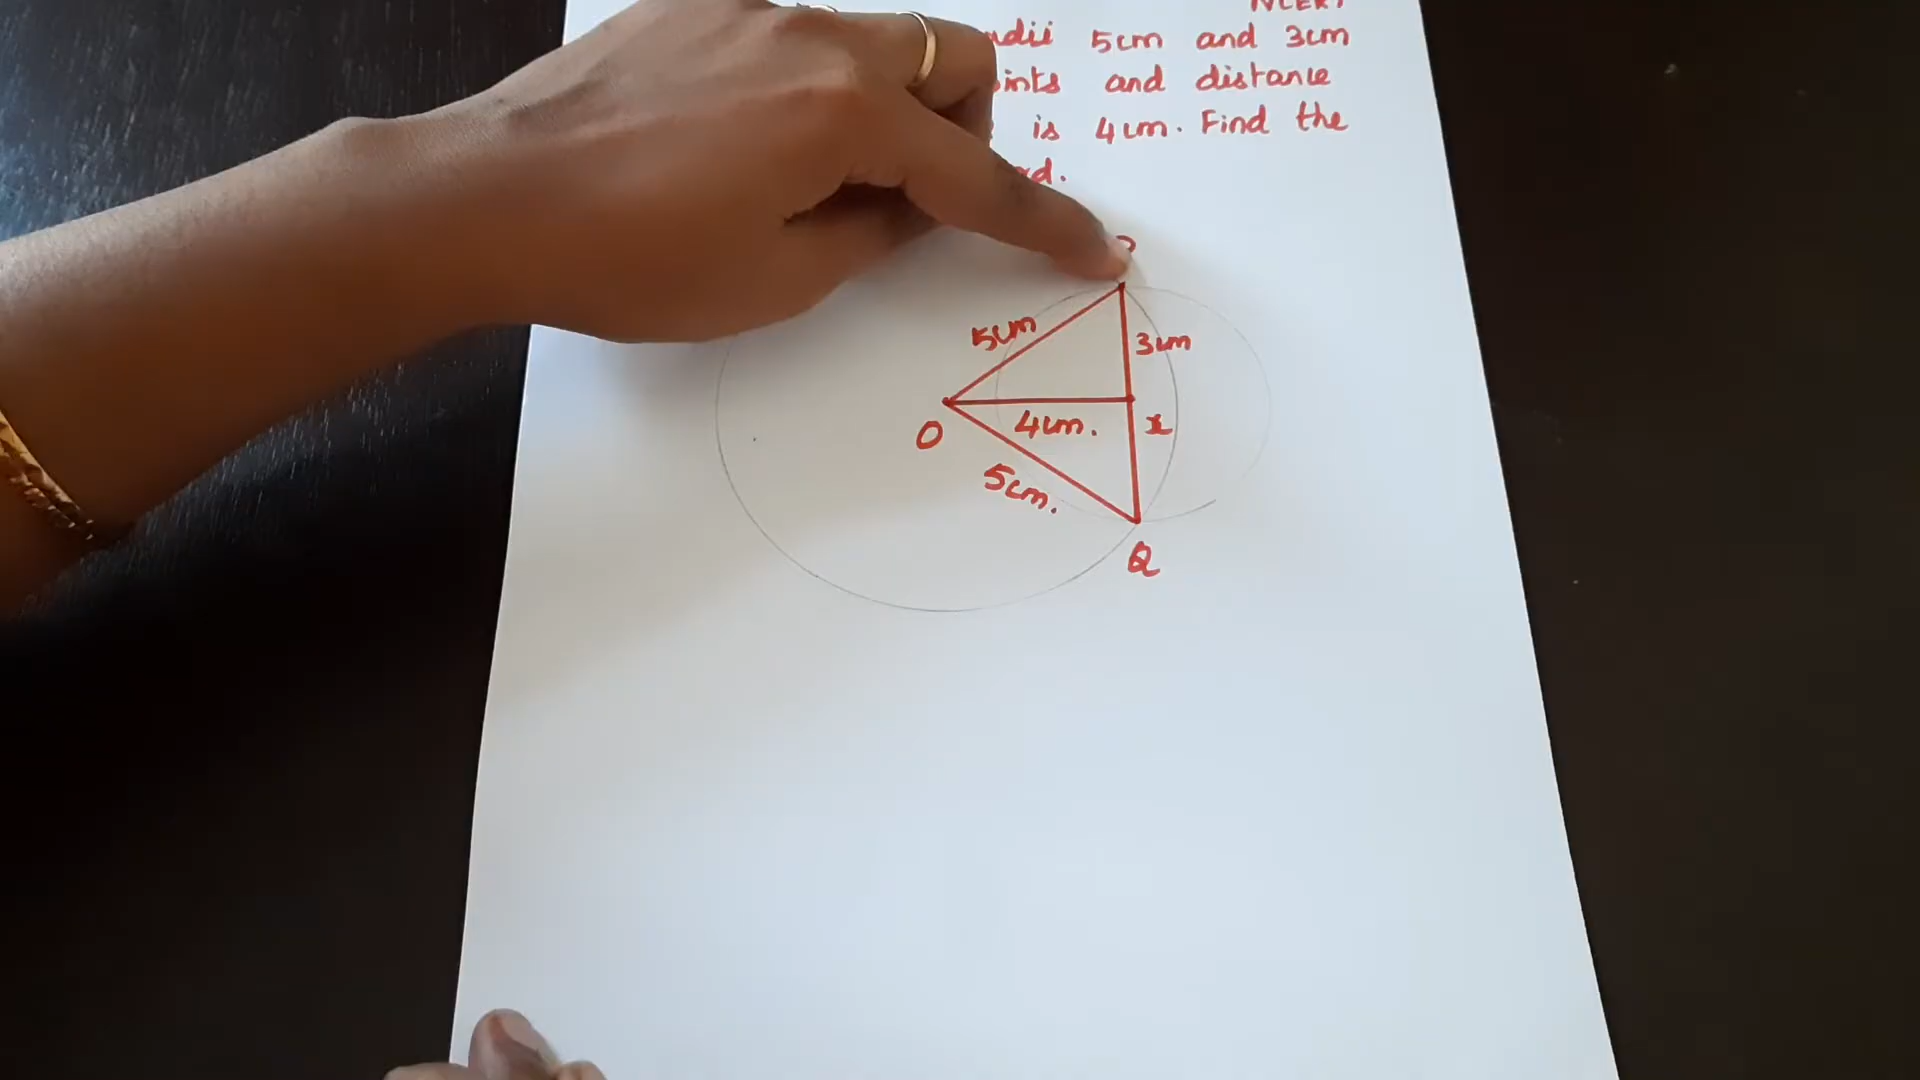 NCERT
5cm and 3cm
and distance
is 4cm. Find the
5cm
3cm
4cm.
x
O
5cm.
Q